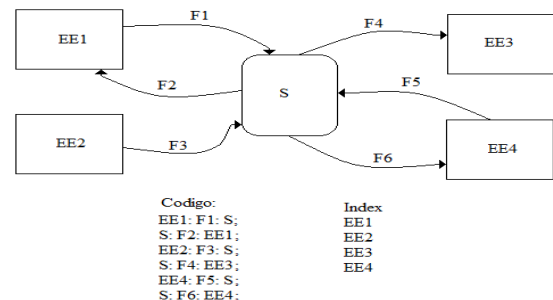 F1
F4
EE1
EE3
F2
S
F5
EE2
F3
F6
EE4
Codigo:
EE1: F1: S;
S: F2: EE1;
EE2: F3: S;
S: F4: EE3;
EE4: F5: S;
S: F6: EE4;
Index
EE1
EE2
EE3
EE4